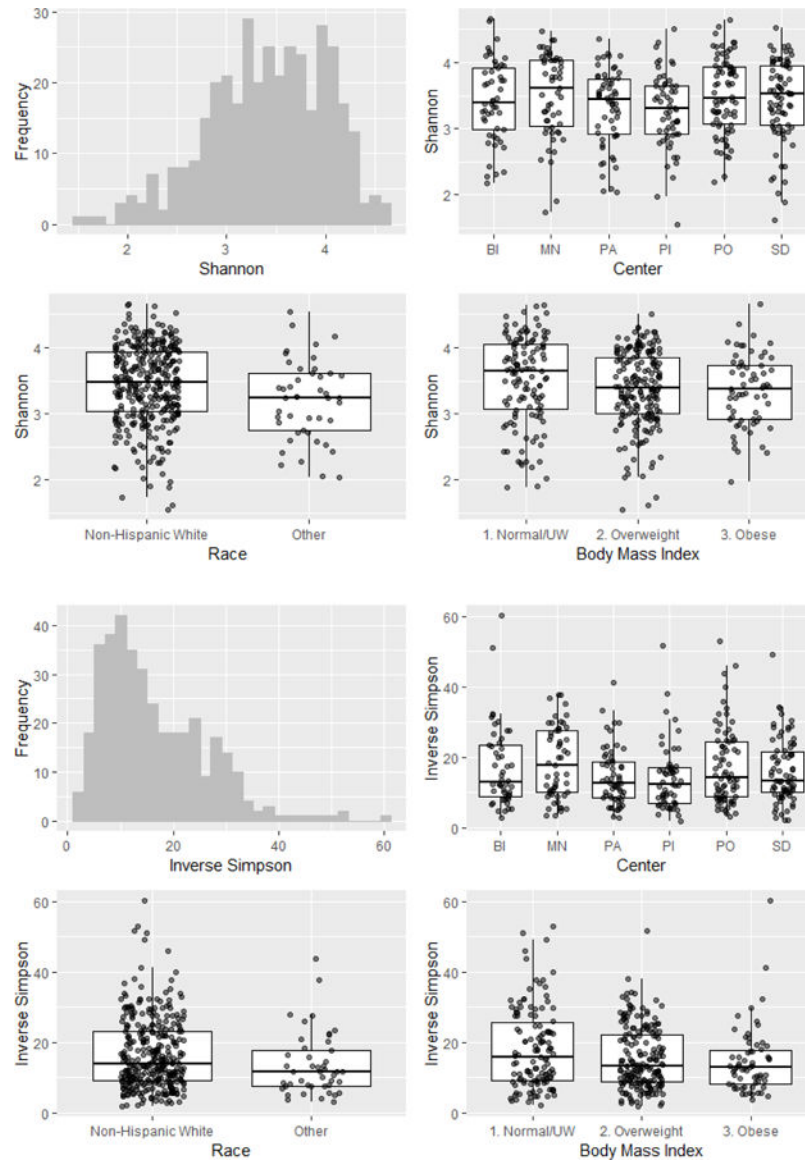 30
20
10
0
Frequency
2 3 4
Shannon
4
3
2
Shannon
BI MN PA PI PO SD
Center
4
3
2
Shannon
Non-Hispanic White Other
Race
4
3
2
Shannon
1. Normal/UW 2. Overweight 3. Obese
Body Mass Index
40
30
20
10
0
Frequency
0 20 40 60
Inverse Simpson
60
40
20
0
Inverse Simpson
BI MN PA PI PO SD
Center
60
40
20
0
Inverse Simpson
Non-Hispanic White Other
Race
60
40
20
0
Inverse Simpson
1. Normal/UW 2. Overweight 3. Obese
Body Mass Index